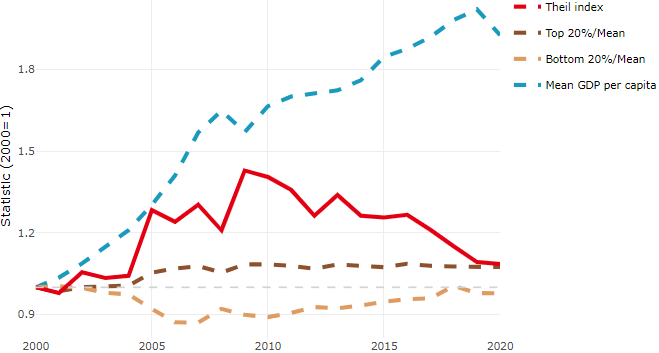 Theil index
Top 20%/Mean
Bottom 20%/Mean
Mean GDP per capita
Statistic (2000=1)
1.8
1.5
1.2
0.9
2000 2005 2010 2015 2020